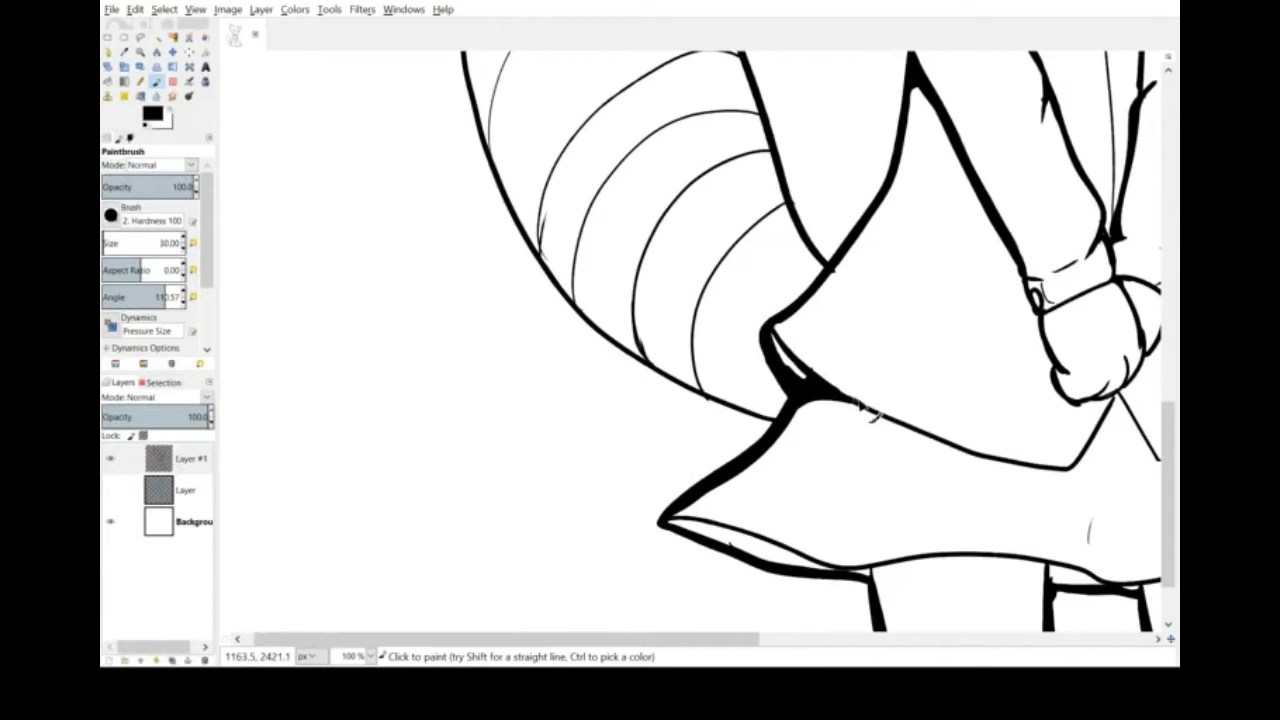 File Edit Select View Image Layer Colors Tools Filters Windows Help
Paintbrush
Mode: Normal
Opacity 100.0
Brush
2. Hardness 100
Size 30.00
Aspect Ratio 0.00
Angle 110.57
Dynamics
Pressure Size
Dynamics Options
Layers Selection
Mode: Normal
Opacity 100.0
Lock:
Layer #1
Layer
Backgrou
1163.5, 2421.1 px 100 % Click to paint (try Shift for a straight line, Ctrl to pick a color)